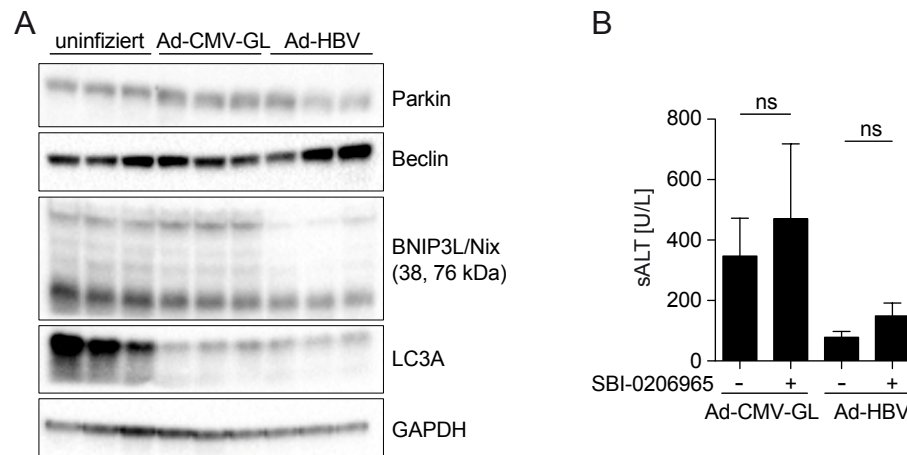 A
uninfiziert Ad-CMV-GL Ad-HBV
Parkin
Beclin
BNIP3L/Nix
(38, 76 kDa)
LC3A
GAPDH
B
ns
ns
800
600
400
200
0
sALT [U/L]
SBI-0206965 - + - +
Ad-CMV-GL Ad-HBV